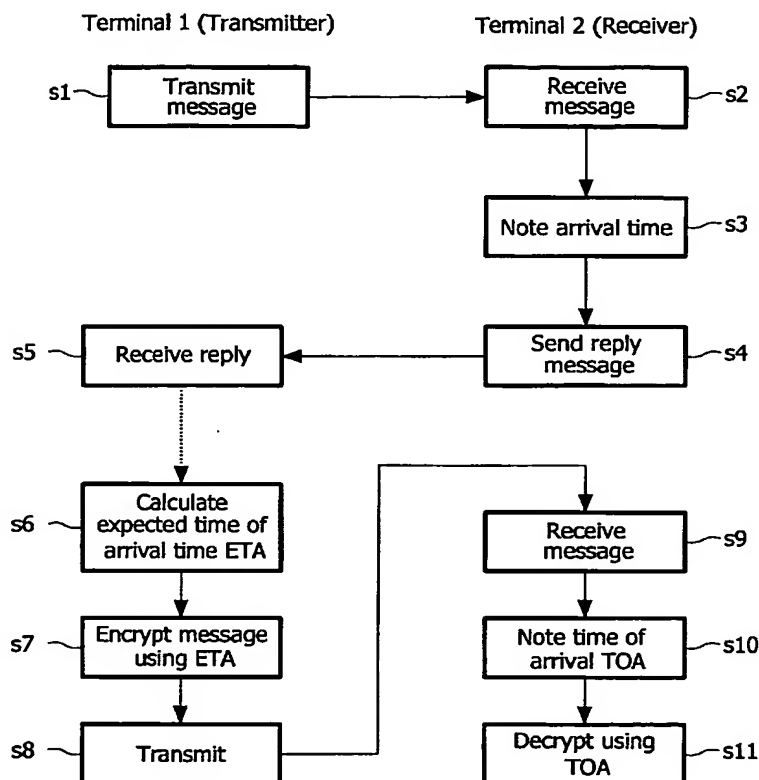 Terminal 1 (Transmitter)
Terminal 2 (Receiver)
s1
Transmit
message
Receive
message
s2
Note arrival time
s3
s5
Receive reply
Send reply
message
s4
s6
Calculate
expected time of
arrival time ETA
Receive
message
s9
s7
Encrypt message
using ETA
Note time of
arrival TOA
s10
s8
Transmit
Decrypt using
TOA
s11